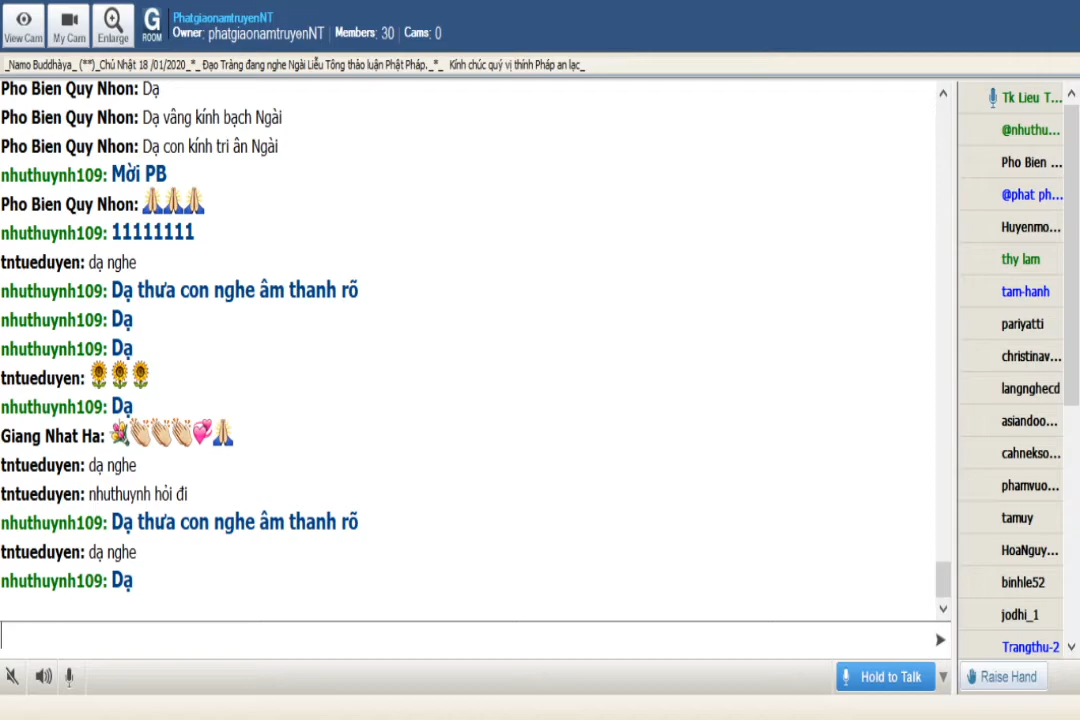 View Cam My Cam Enlarge G ROOM
PhatgiaonamtruyenNT
Owner: phatgiaonamtruyenNT Members: 30 Cams: 0
_Namo Buddhàya_ (**)_Chủ Nhật 18 /01/2020_*_ Đạo Tràng đang nghe Ngài Liễu Tông thảo luận Phật Pháp._*_ Kính chúc quý vị thính Pháp an lạc_
Pho Bien Quy Nhon: Dạ
Pho Bien Quy Nhon: Dạ vâng kính bạch Ngài
Pho Bien Quy Nhon: Dạ con kính tri ân Ngài
nhuthuynh109: Mời PB
Pho Bien Quy Nhon: 🙏🙏🙏
nhuthuynh109: 11111111
tntueduyen: dạ nghe
nhuthuynh109: Dạ thưa con nghe âm thanh rõ
nhuthuynh109: Dạ
nhuthuynh109: Dạ
tntueduyen: 🌻🌻🌻
nhuthuynh109: Dạ
Giang Nhat Ha: 💐👏👏👏💞🙏
tntueduyen: dạ nghe
tntueduyen: nhuthuynh hỏi đi
nhuthuynh109: Dạ thưa con nghe âm thanh rõ
tntueduyen: dạ nghe
nhuthuynh109: Dạ
Tk Lieu T...
@nhuthu...
Pho Bien ...
@phat ph...
Huyenmo...
thy lam
tam-hanh
pariyatti
christinav...
langnghecd
asiandoo...
cahnekso...
phamvuo...
tamuy
HoaNguy...
binhle52
jodhi_1
Trangthu-2
Hold to Talk
Raise Hand